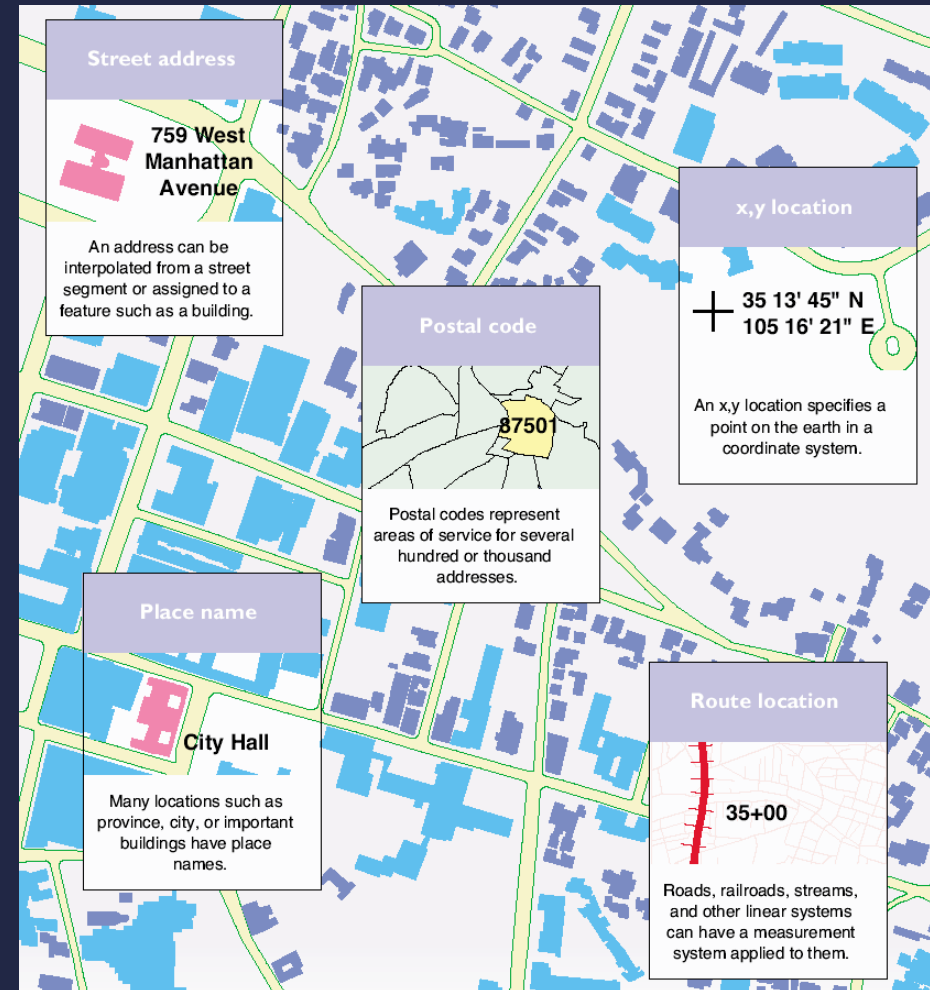 Street address
759 West
Manhattan
Avenue
An address can be
interpolated from a street
segment or assigned to a
feature such as a building.
x,y location
35 13' 45" N
105 16' 21" E
An x,y location specifies a
point on the earth in a
coordinate system.
Postal code
87501
Postal codes represent
areas of service for several
hundred or thousand
addresses.
Place name
City Hall
Many locations such as
province, city, or important
buildings have place
names.
Route location
35+00
Roads, railroads, streams,
and other linear systems
can have a measurement
system applied to them.